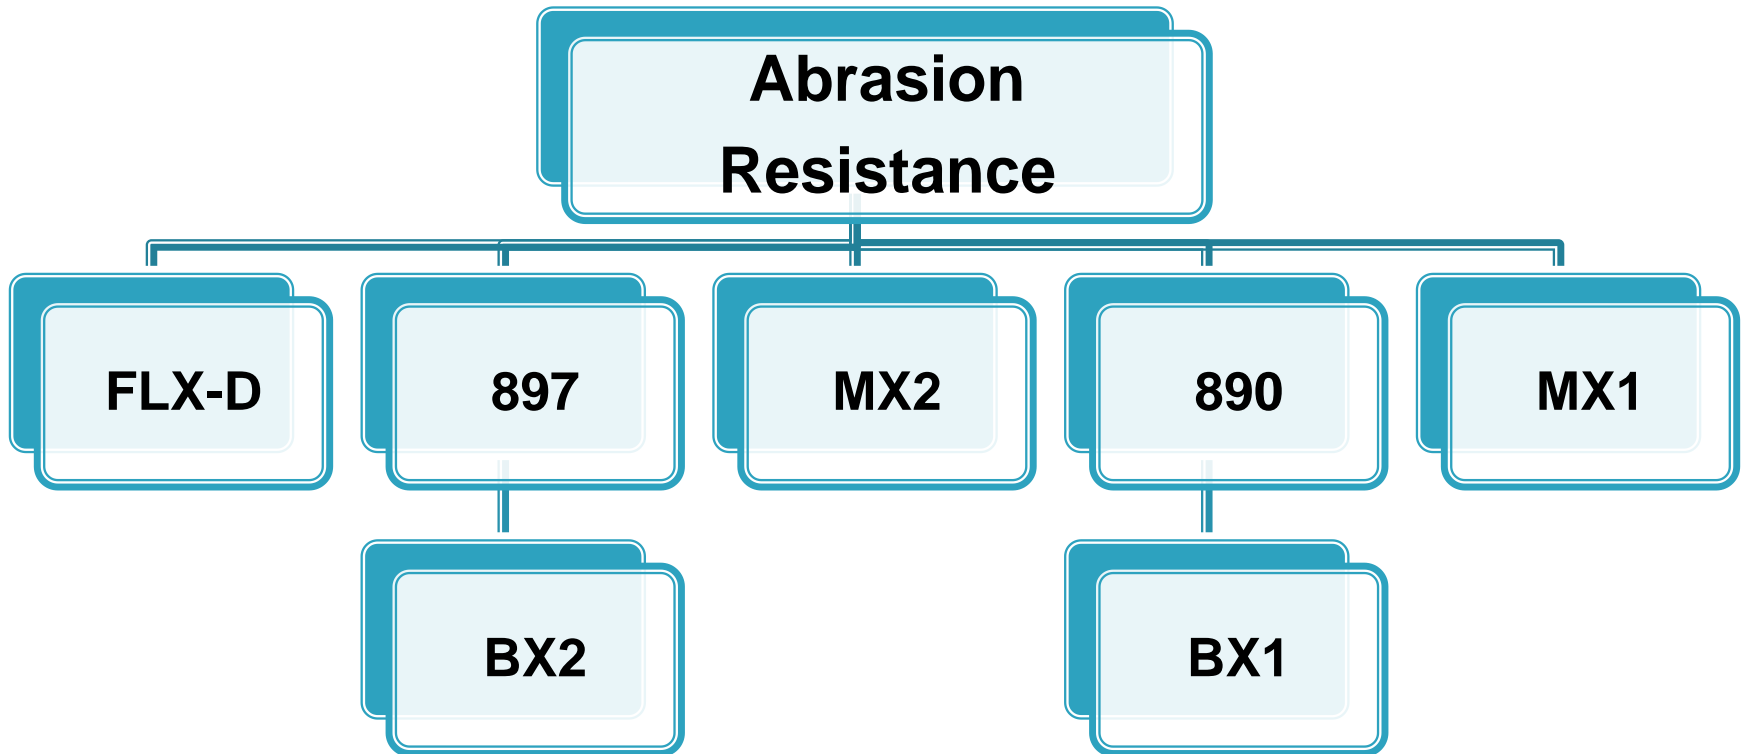 Abrasion
Resistance
FLX-D
897
MX2
890
MX1
BX2
BX1